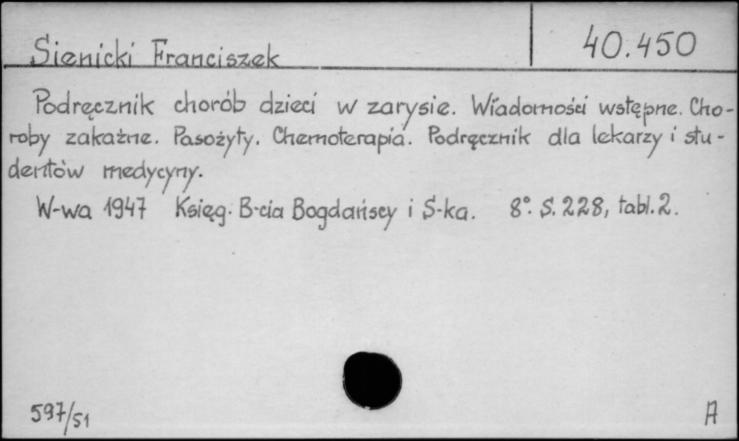 Sienicki Franciszek 40.450
Podręcznik chorób dzieci w zarysie. Wiadomości wstępne. Cho-
roby zakaźne. Pasożyty. Chemoterapia. Podręcznik dla lekarzy i stu-
dentów medycyny.
W-wa 1947 Księg. B-cia Bogdańscy i S-ka. 8°. S. 228, tabl. 2.
597/51 A